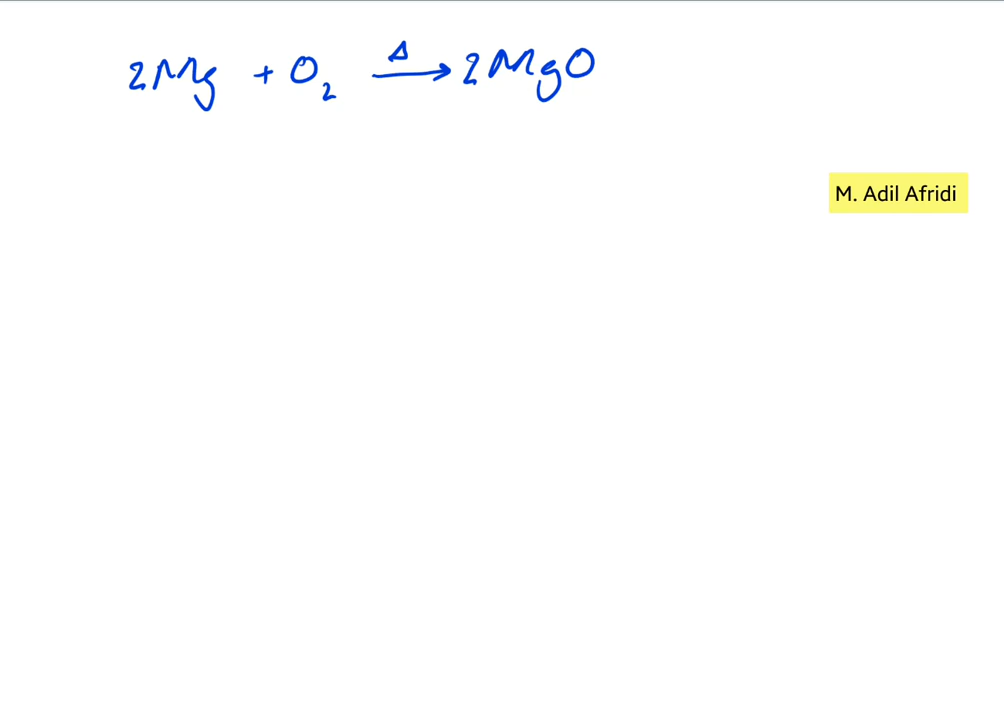 2Mg + O₂ —Δ→ 2MgO
M. Adil Afridi